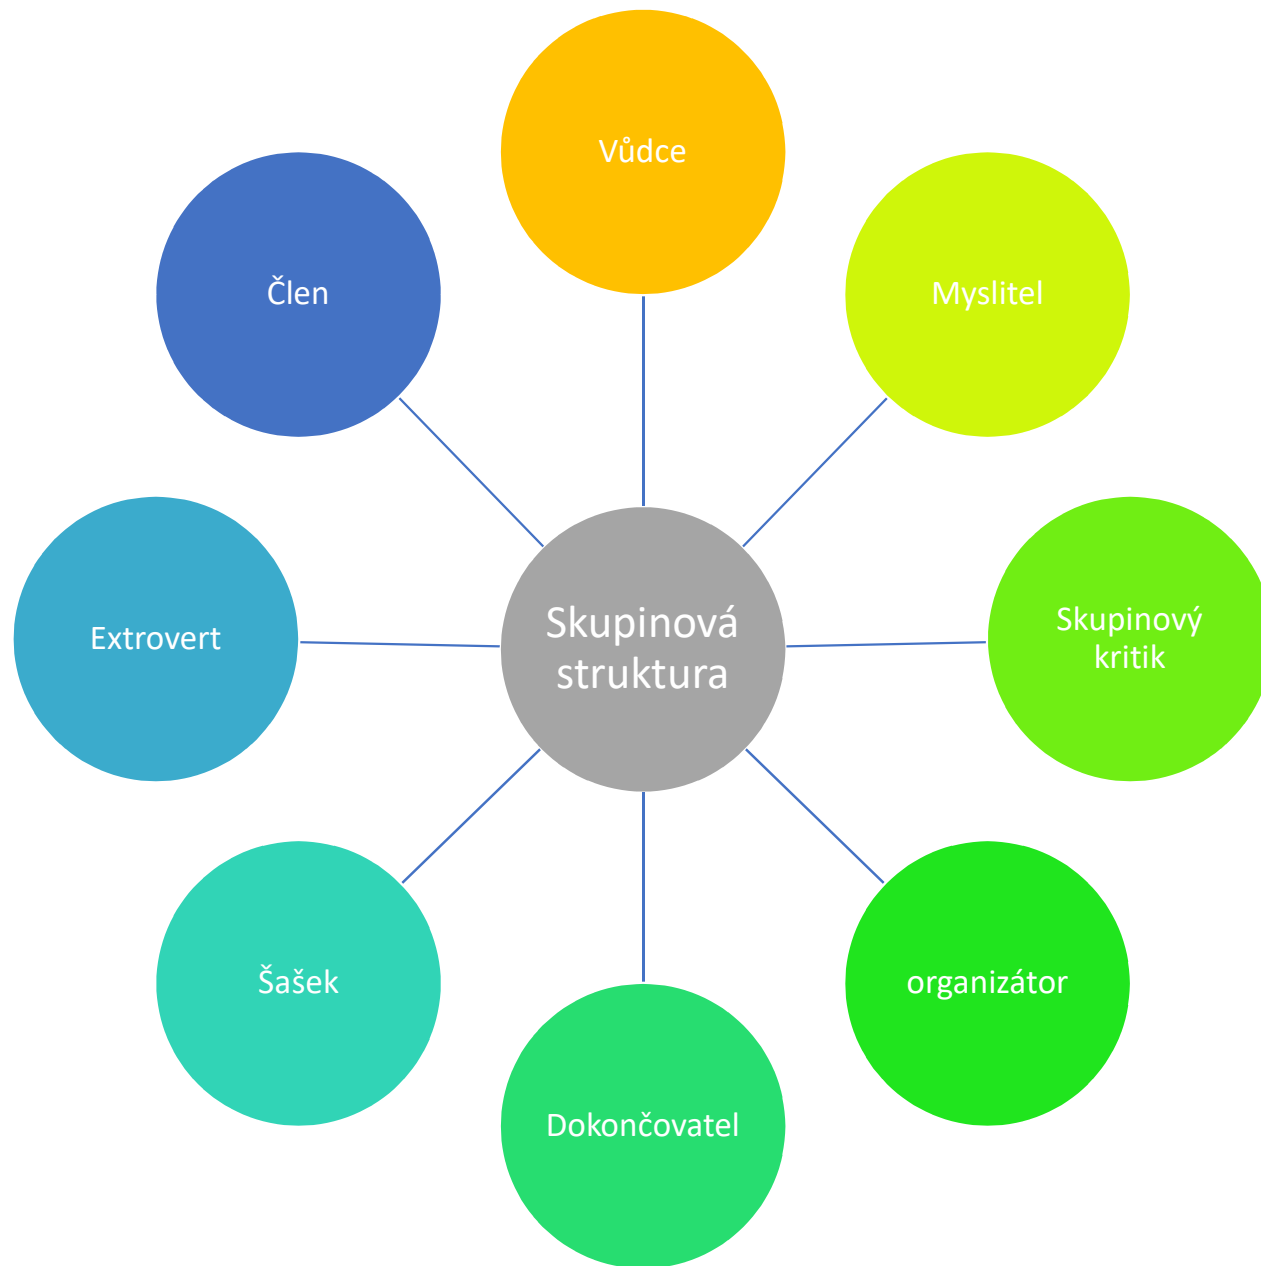 Vůdce
Myslitel
Skupinový
kritik
organizátor
Dokončovatel
Šašek
Extrovert
Člen
Skupinová
struktura